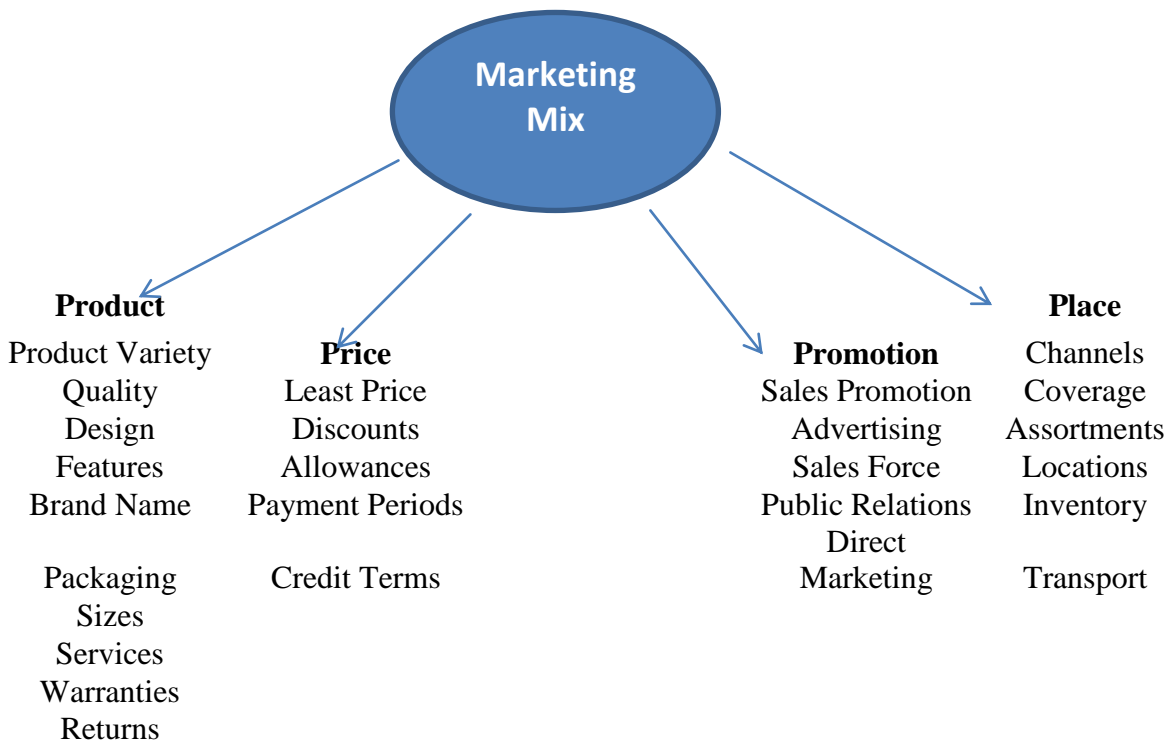 Marketing
Mix
Product
Product Variety
Quality
Design
Features
Brand Name
Packaging
Sizes
Services
Warranties
Returns
Price
Least Price
Discounts
Allowances
Payment Periods
Credit Terms
Promotion
Sales Promotion
Advertising
Sales Force
Public Relations
Direct
Marketing
Place
Channels
Coverage
Assortments
Locations
Inventory
Transport